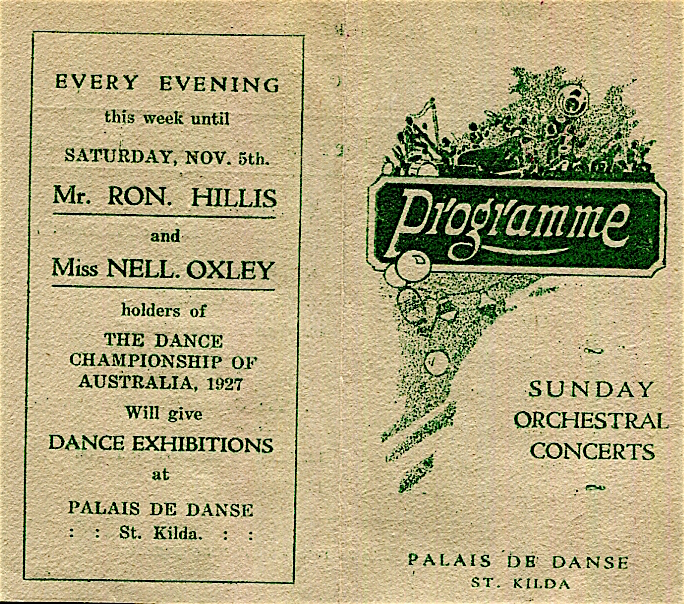 EVERY EVENING
this week until
SATURDAY, NOV. 5th.
Mr. RON. HILLIS
and
Miss NELL. OXLEY
holders of
THE DANCE
CHAMPIONSHIP OF
AUSTRALIA, 1927
Will give
DANCE EXHIBITIONS
at
PALAIS DE DANSE
: : St. Kilda. : :
Programme
SUNDAY
ORCHESTRAL
CONCERTS
PALAIS DE DANSE
ST. KILDA